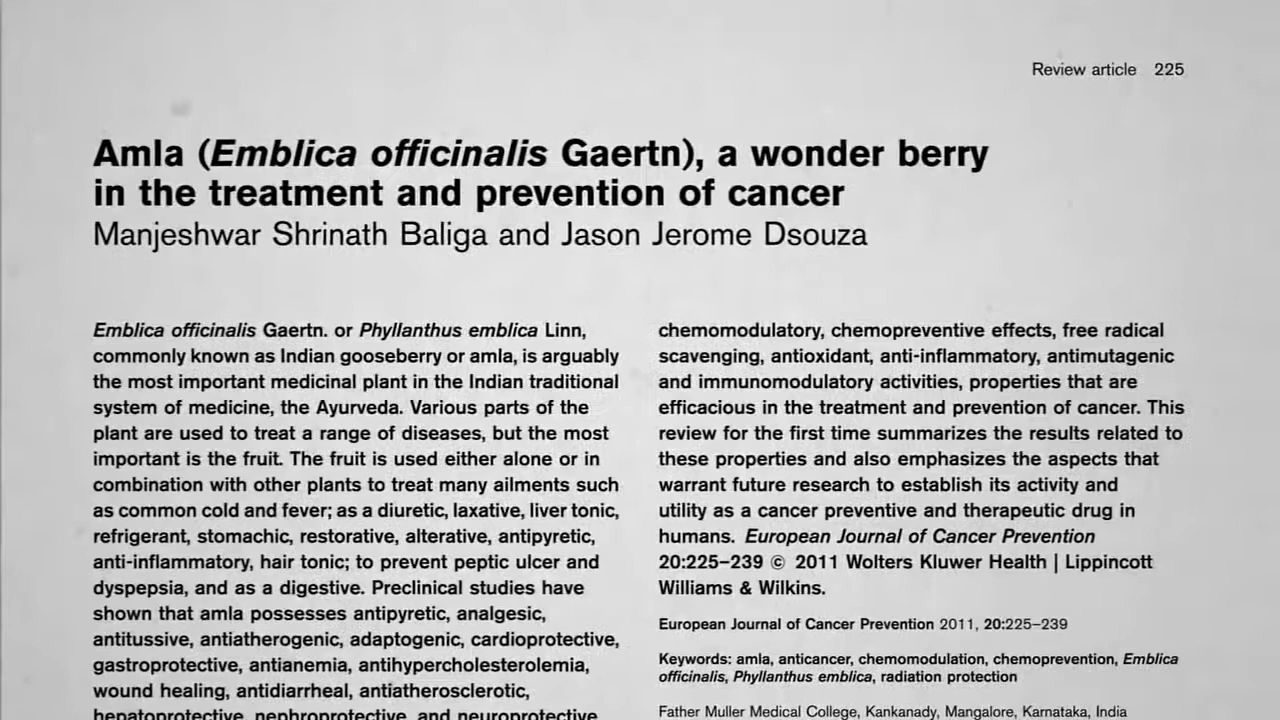 Review article 225
Amla (Emblica officinalis Gaertn), a wonder berry
in the treatment and prevention of cancer
Manjeshwar Shrinath Baliga and Jason Jerome Dsouza
Emblica officinalis Gaertn. or Phyllanthus emblica Linn,
commonly known as Indian gooseberry or amla, is arguably
the most important medicinal plant in the Indian traditional
system of medicine, the Ayurveda. Various parts of the
plant are used to treat a range of diseases, but the most
important is the fruit. The fruit is used either alone or in
combination with other plants to treat many ailments such
as common cold and fever; as a diuretic, laxative, liver tonic,
refrigerant, stomachic, restorative, alterative, antipyretic,
anti-inflammatory, hair tonic; to prevent peptic ulcer and
dyspepsia, and as a digestive. Preclinical studies have
shown that amla possesses antipyretic, analgesic,
antitussive, antiatherogenic, adaptogenic, cardioprotective,
gastroprotective, antianemia, antihypercholesterolemia,
wound healing, antidiarrheal, antiatherosclerotic,
hepatoprotective, nephroprotective, and neuroprotective
chemomodulatory, chemopreventive effects, free radical
scavenging, antioxidant, anti-inflammatory, antimutagenic
and immunomodulatory activities, properties that are
efficacious in the treatment and prevention of cancer. This
review for the first time summarizes the results related to
these properties and also emphasizes the aspects that
warrant future research to establish its activity and
utility as a cancer preventive and therapeutic drug in
humans. European Journal of Cancer Prevention
20:225–239 © 2011 Wolters Kluwer Health | Lippincott
Williams & Wilkins.
European Journal of Cancer Prevention 2011, 20:225–239
Keywords: amla, anticancer, chemomodulation, chemoprevention, Emblica
officinalis, Phyllanthus emblica, radiation protection
Father Muller Medical College, Kankanady, Mangalore, Karnataka, India